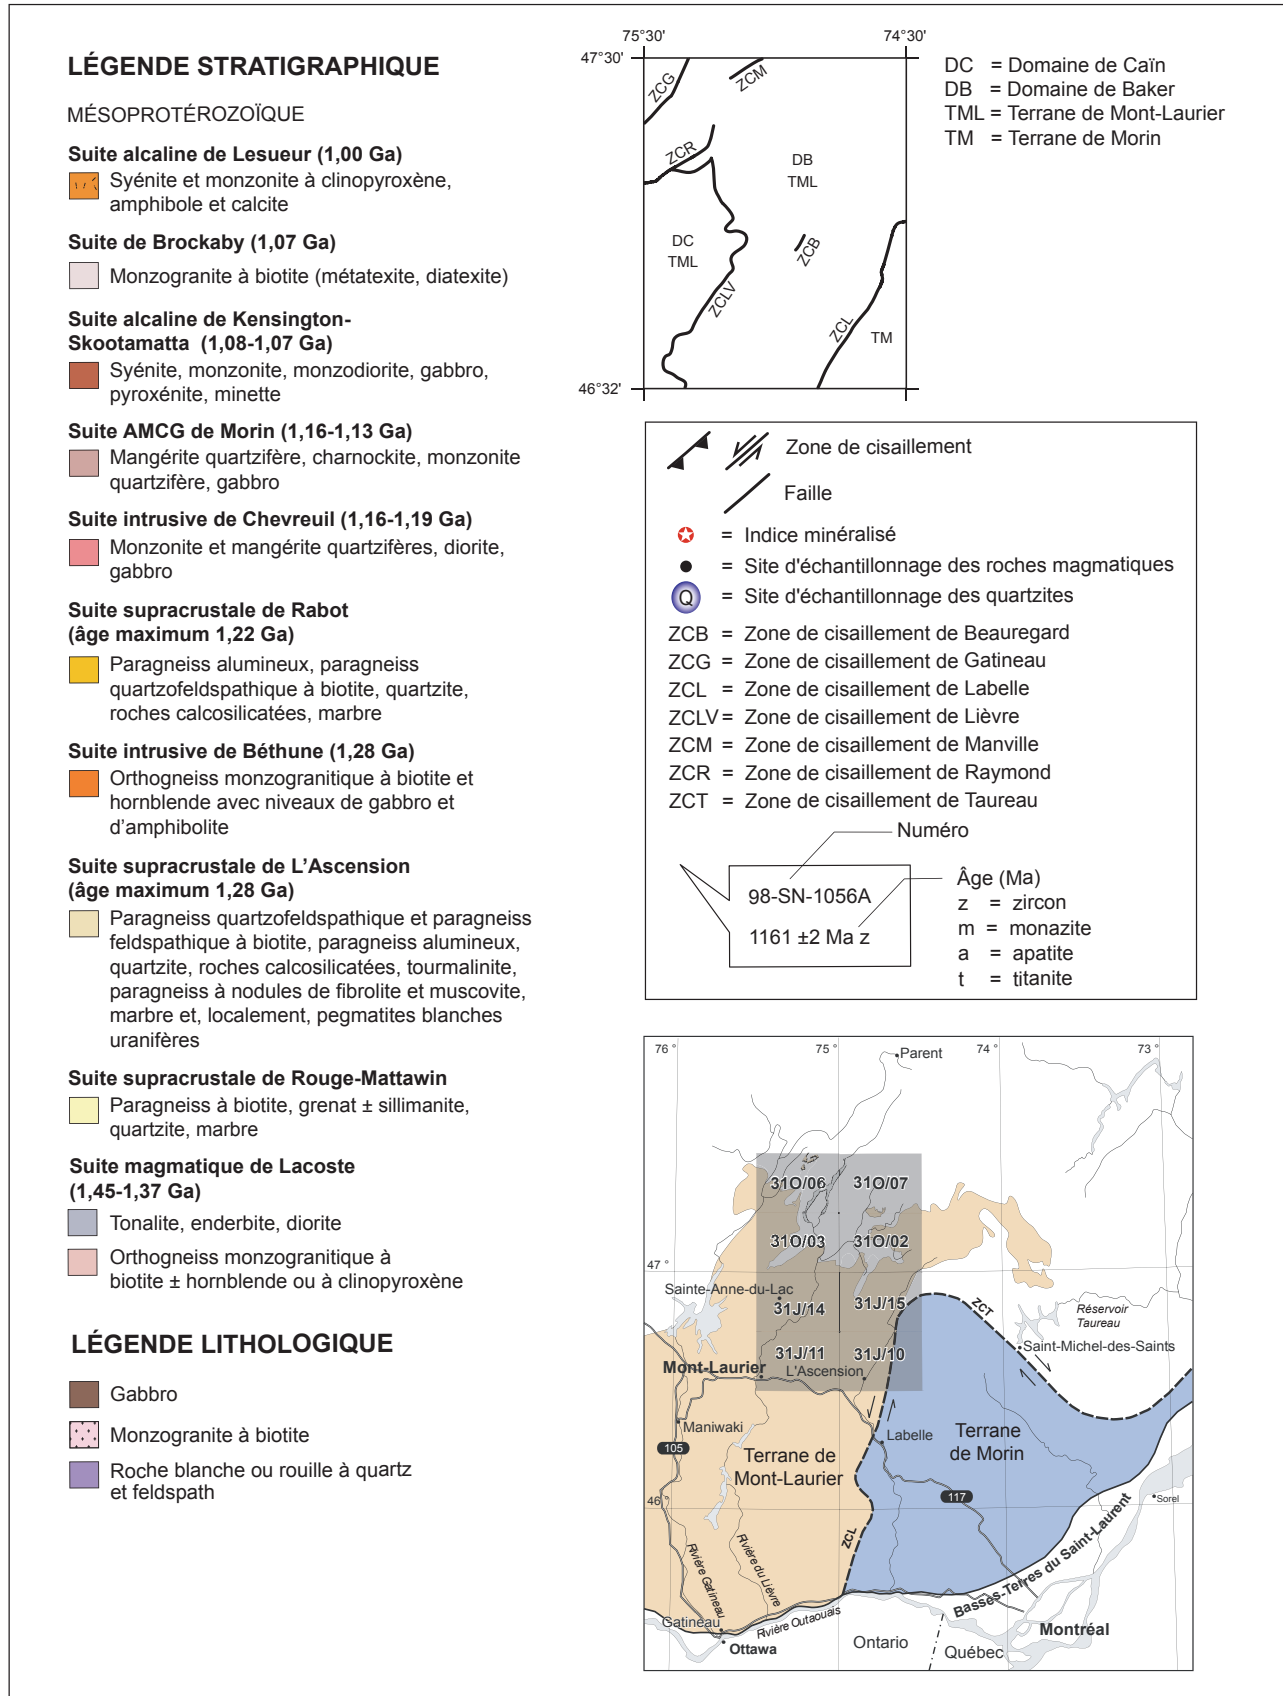 LÉGENDE STRATIGRAPHIQUE
MÉSOPROTÉROZOÏQUE
Suite alcaline de Lesueur (1,00 Ga)
Syénite et monzonite à clinopyroxène,
amphibole et calcite
Suite de Brockaby (1,07 Ga)
Monzogranite à biotite (métatexite, diatexite)
Suite alcaline de Kensington-
Skootamatta (1,08-1,07 Ga)
Syénite, monzonite, monzodiorite, gabbro,
pyroxénite, minette
Suite AMCG de Morin (1,16-1,13 Ga)
Mangérite quartzifère, charnockite, monzonite
quartzifère, gabbro
Suite intrusive de Chevreuil (1,16-1,19 Ga)
Monzonite et mangérite quartzifères, diorite,
gabbro
Suite supracrustale de Rabot
(âge maximum 1,22 Ga)
Paragneiss alumineux, paragneiss
quartzofeldspathique à biotite, quartzite,
roches calcosilicatées, marbre
Suite intrusive de Béthune (1,28 Ga)
Orthogneiss monzogranitique à biotite et
hornblende avec niveaux de gabbro et
d'amphibolite
Suite supracrustale de L'Ascension
(âge maximum 1,28 Ga)
Paragneiss quartzofeldspathique et paragneiss
feldspathique à biotite, paragneiss alumineux,
quartzite, roches calcosilicatées, tourmalinite,
paragneiss à nodules de fibrolite et muscovite,
marbre et, localement, pegmatites blanches
uranifères
Suite supracrustale de Rouge-Mattawin
Paragneiss à biotite, grenat ± sillimanite,
quartzite, marbre
Suite magmatique de Lacoste
(1,45-1,37 Ga)
Tonalite, enderbite, diorite
Orthogneiss monzogranitique à
biotite ± hornblende ou à clinopyroxène
LÉGENDE LITHOLOGIQUE
Gabbro
Monzogranite à biotite
Roche blanche ou rouille à quartz
et feldspath
75°30' 74°30'
47°30'
ZCG
ZCM
ZCR
DB
TML
DC
TML
ZCB
ZCLV
ZCL
TM
46°32'
DC = Domaine de Caïn
DB = Domaine de Baker
TML = Terrane de Mont-Laurier
TM = Terrane de Morin
Zone de cisaillement
Faille
= Indice minéralisé
= Site d'échantillonnage des roches magmatiques
Q = Site d'échantillonnage des quartzites
ZCB = Zone de cisaillement de Beauregard
ZCG = Zone de cisaillement de Gatineau
ZCL = Zone de cisaillement de Labelle
ZCLV = Zone de cisaillement de Lièvre
ZCM = Zone de cisaillement de Manville
ZCR = Zone de cisaillement de Raymond
ZCT = Zone de cisaillement de Taureau
Numéro
98-SN-1056A
1161 ±2 Ma z
Âge (Ma)
z = zircon
m = monazite
a = apatite
t = titanite
76 ° 75 ° 74 ° 73 °
Parent
31O/06 31O/07
31O/03 31O/02
47 °
Sainte-Anne-du-Lac
31J/14 31J/15
ZCT
Réservoir
Taureau
Saint-Michel-des-Saints
31J/11 31J/10
Mont-Laurier L'Ascension
Maniwaki
105
Labelle
Terrane de
Mont-Laurier
Terrane
de Morin
117
46 °
Sorel
ZCL
Rivière Gatineau
Rivière du Lièvre
Basses-Terres du Saint-Laurent
Gatineau
Rivière Outaouais
Ottawa
Ontario
Québec
Montréal